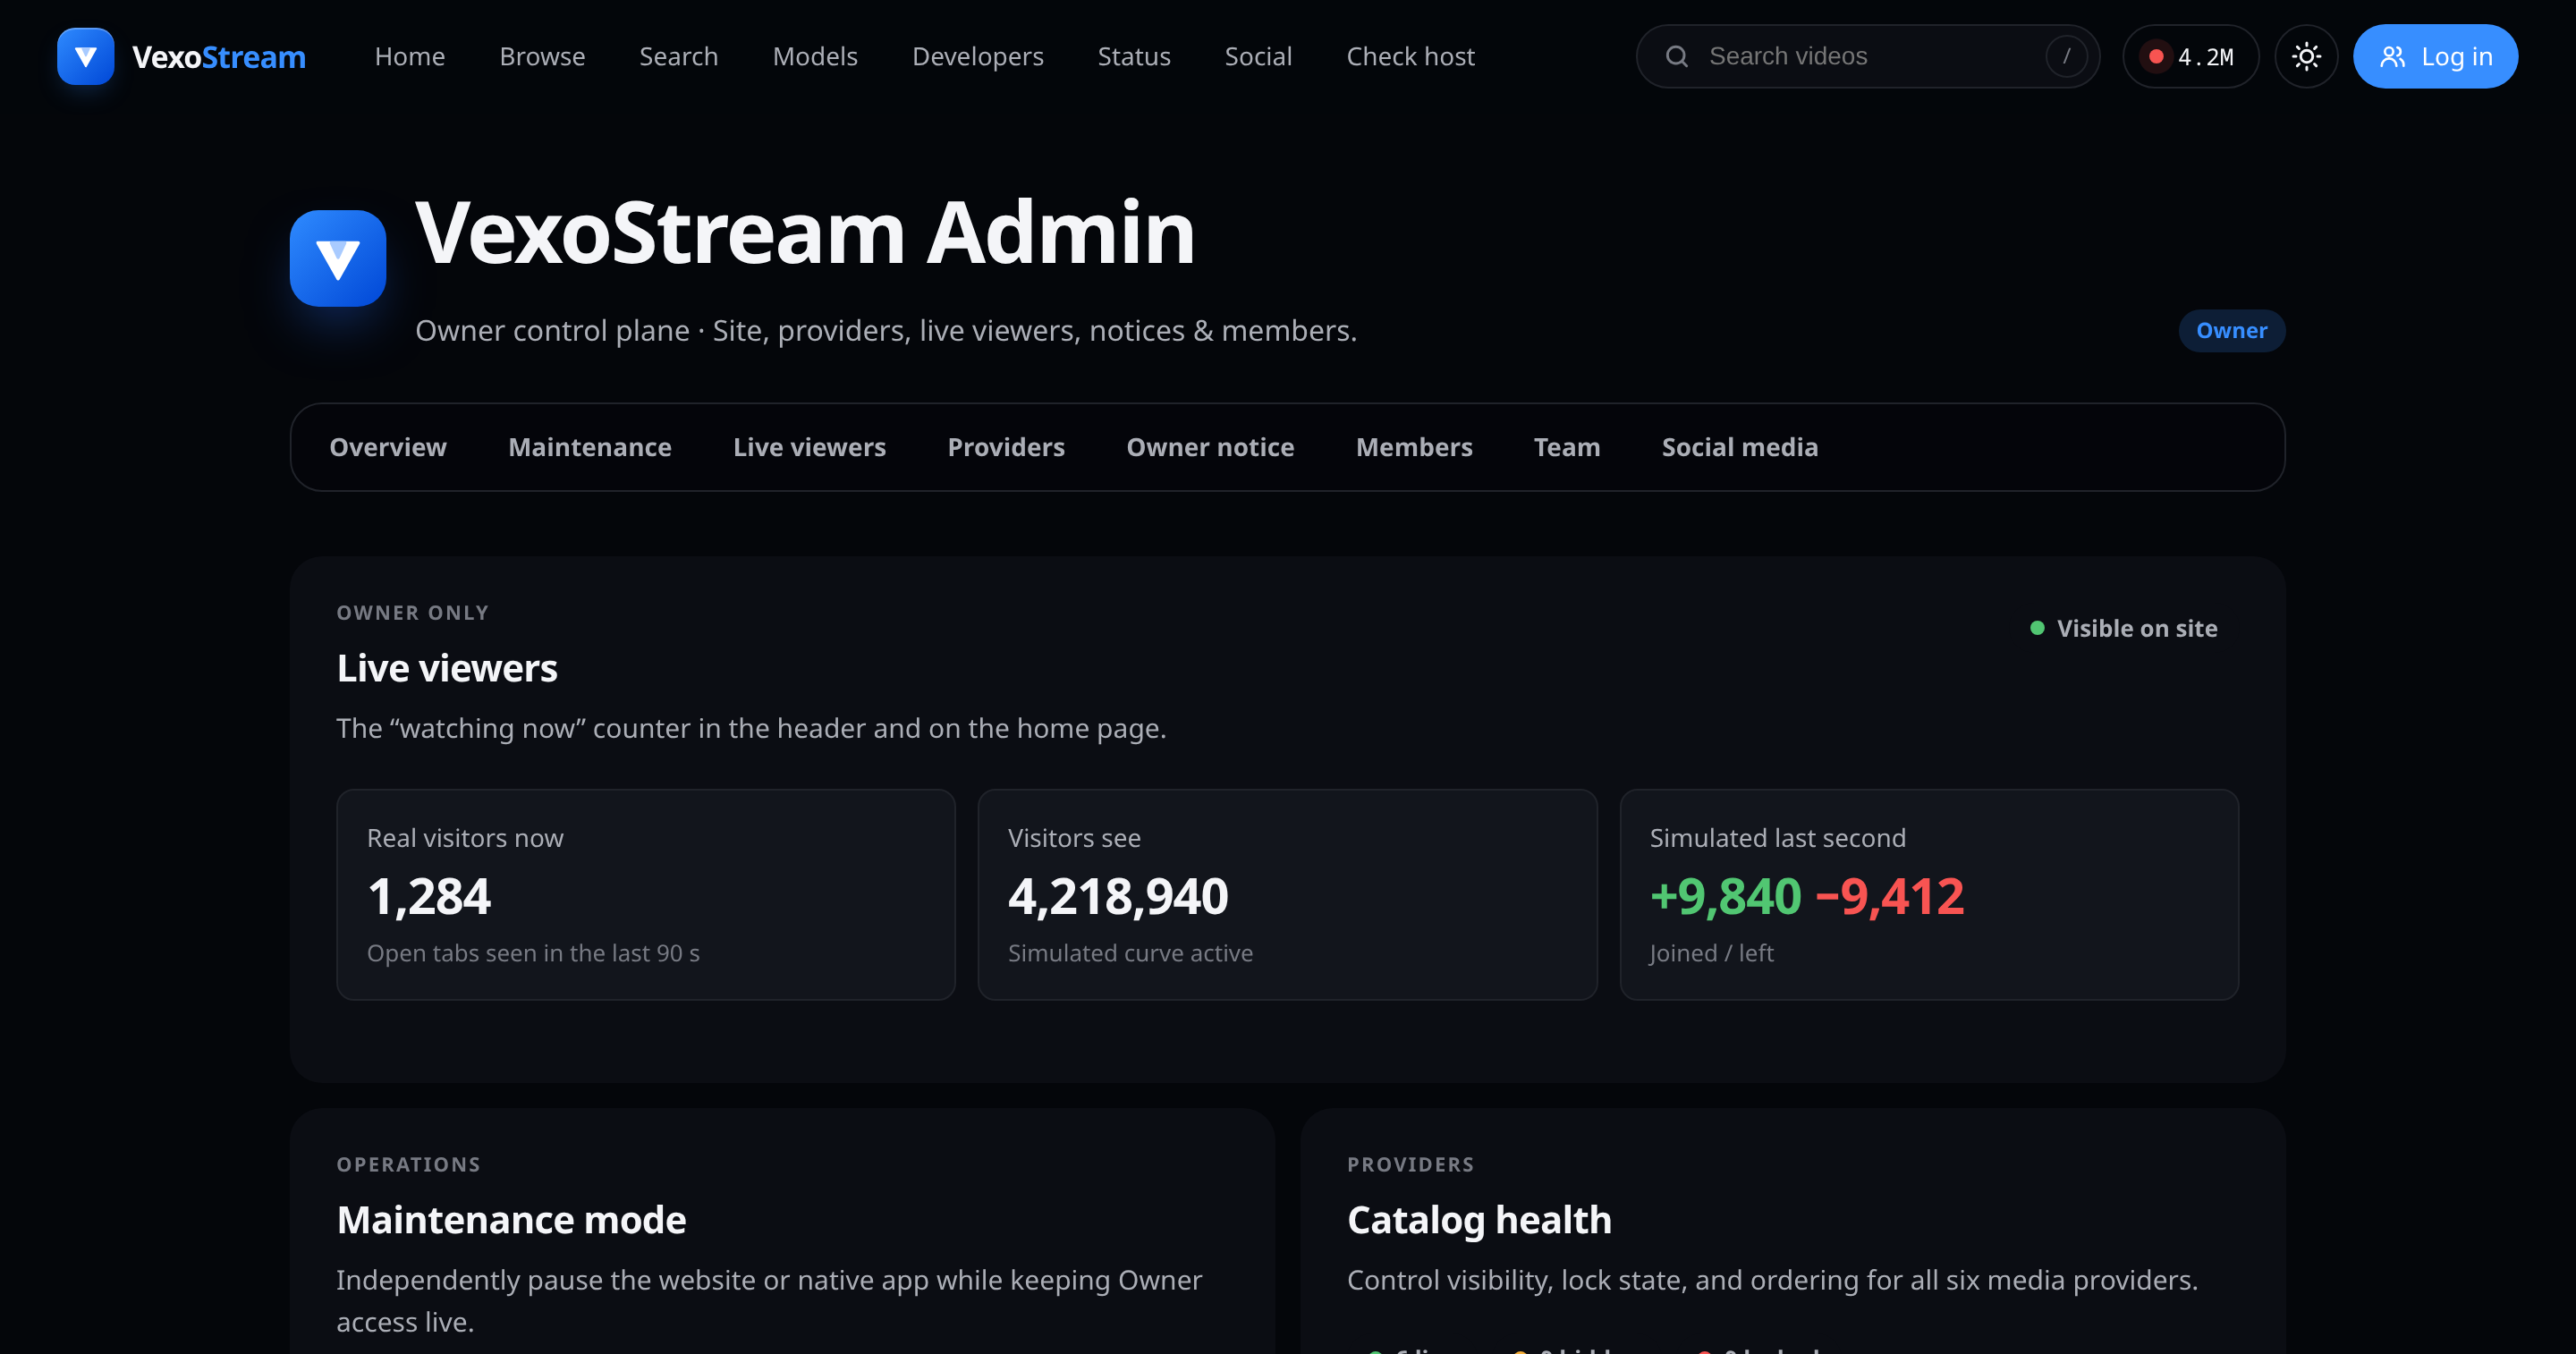 VexoStream Home Browse Search Models Developers Status Social Check host Search videos / 4.2M Log in
VexoStream Admin
Owner control plane · Site, providers, live viewers, notices & members. Owner
Overview Maintenance Live viewers Providers Owner notice Members Team Social media
OWNER ONLY
Visible on site
Live viewers
The “watching now” counter in the header and on the home page.
Real visitors now
1,284
Open tabs seen in the last 90 s
Visitors see
4,218,940
Simulated curve active
Simulated last second
+9,840 −9,412
Joined / left
OPERATIONS
Maintenance mode
Independently pause the website or native app while keeping Owner
access live.
PROVIDERS
Catalog health
Control visibility, lock state, and ordering for all six media providers.